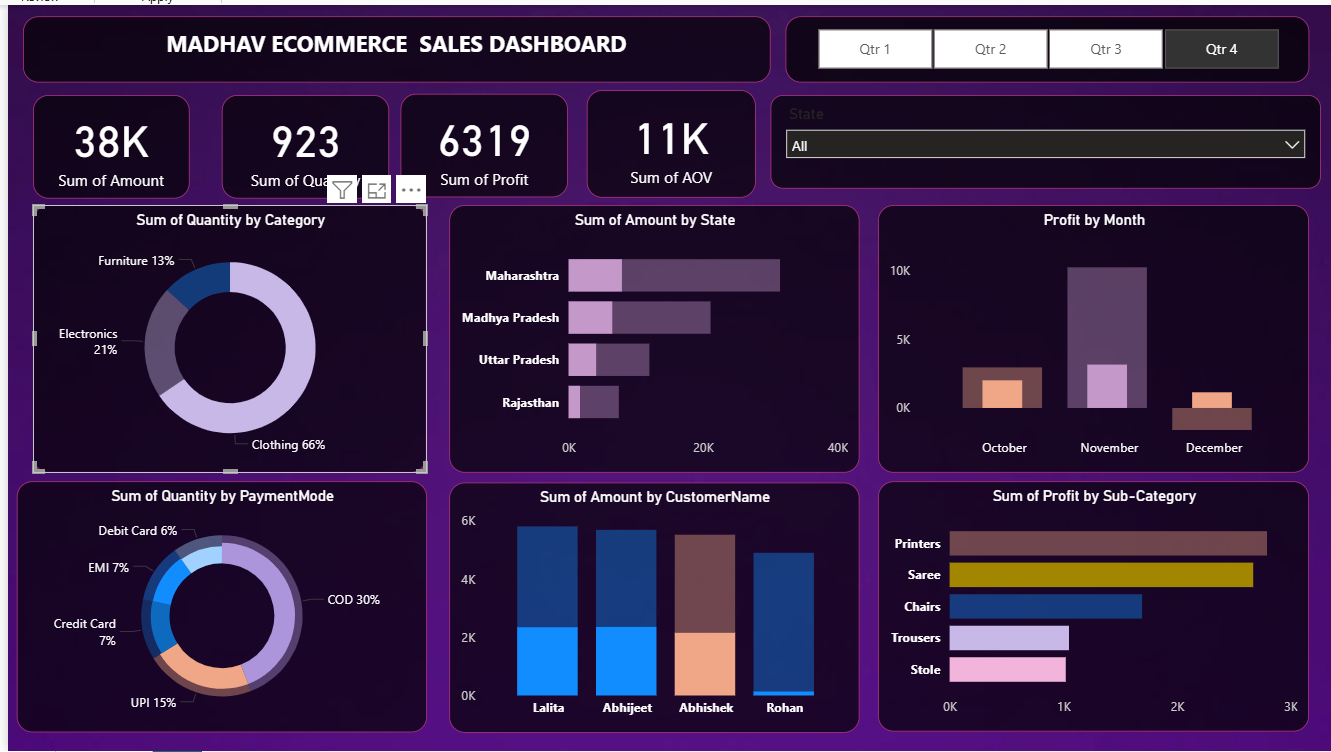 Apply
MADHAV ECOMMERCE SALES DASHBOARD
Qtr 1
Qtr 2
Qtr 3
Qtr 4
38K
Sum of Amount
923
Sum of
6319
Sum of Profit
11K
Sum of AOV
State
All
Sum of Quantity by Category
Furniture 13%
Electronics
21%
Clothing 66%
Sum of Amount by State
Maharashtra
Madhya Pradesh
Uttar Pradesh
Rajasthan
0K
20K
40K
Profit by Month
10K
5K
0K
October
November
December
Sum of Quantity by PaymentMode
Debit Card 6%
EMI 7%
Credit Card
7%
UPI 15%
COD 30%
Sum of Amount by CustomerName
6K
4K
2K
0K
Lalita
Abhijeet
Abhishek
Rohan
Sum of Profit by Sub-Category
Printers
Saree
Chairs
Trousers
Stole
0K
1K
2K
3K